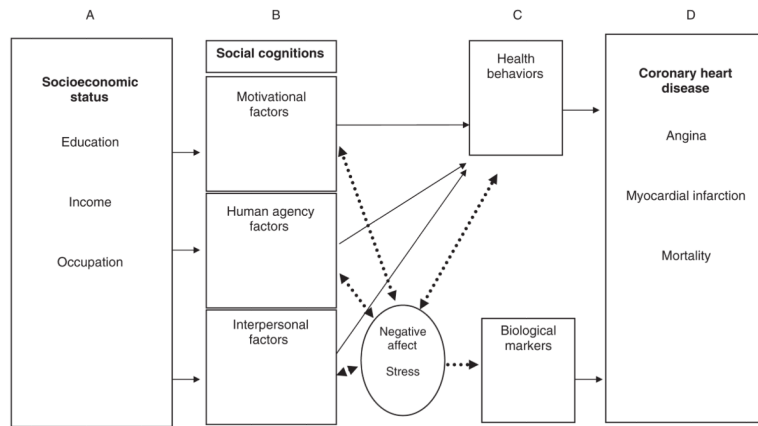 A
B
C
D
Socioeconomic
status
Education
Income
Occupation
Social cognitions
Motivational
factors
Human agency
factors
Interpersonal
factors
Negative
affect
Stress
Health
behaviors
Biological
markers
Coronary heart
disease
Angina
Myocardial infarction
Mortality